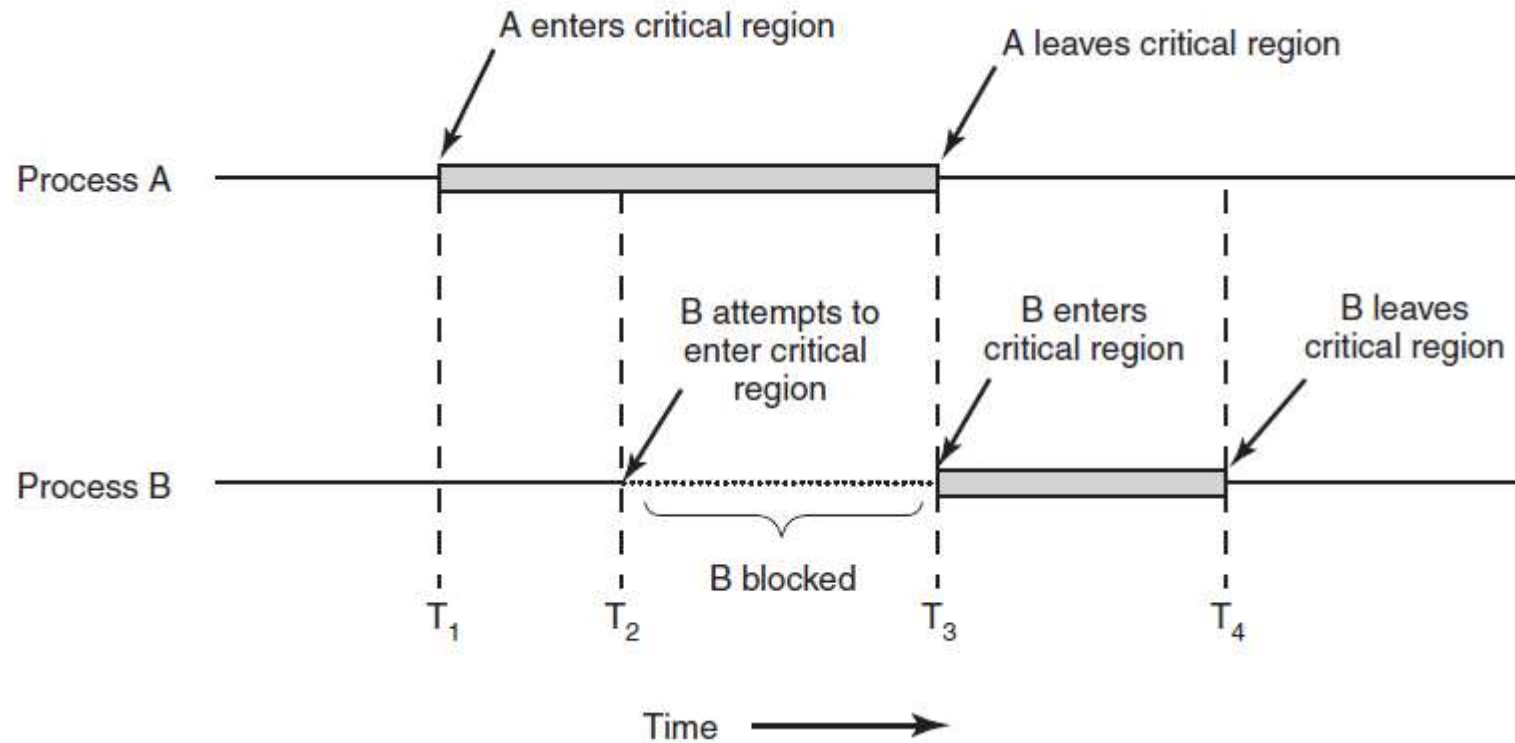 A enters critical region
A leaves critical region
Process A
B attempts to
enter critical
region
B enters
critical region
B leaves
critical region
Process B
B blocked
T1
T2
T3
T4
Time